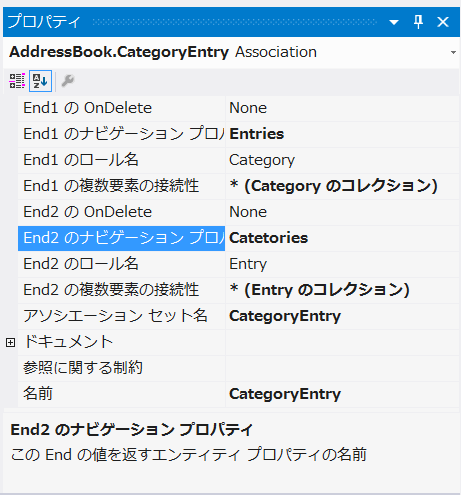 プロパティ
AddressBook.CategoryEntry Association
End1 の OnDelete None
End1 のナビゲーション プロ Entries
End1 のロール名 Category
End1 の複数要素の接続性 * (Category のコレクション)
End2 の OnDelete None
End2 のナビゲーション プロ Catetories
End2 のロール名 Entry
End2 の複数要素の接続性 * (Entry のコレクション)
アソシエーション セット名 CategoryEntry
ドキュメント
参照に関する制約
名前 CategoryEntry
End2 のナビゲーション プロパティ
この End の値を返すエンティティ プロパティの名前